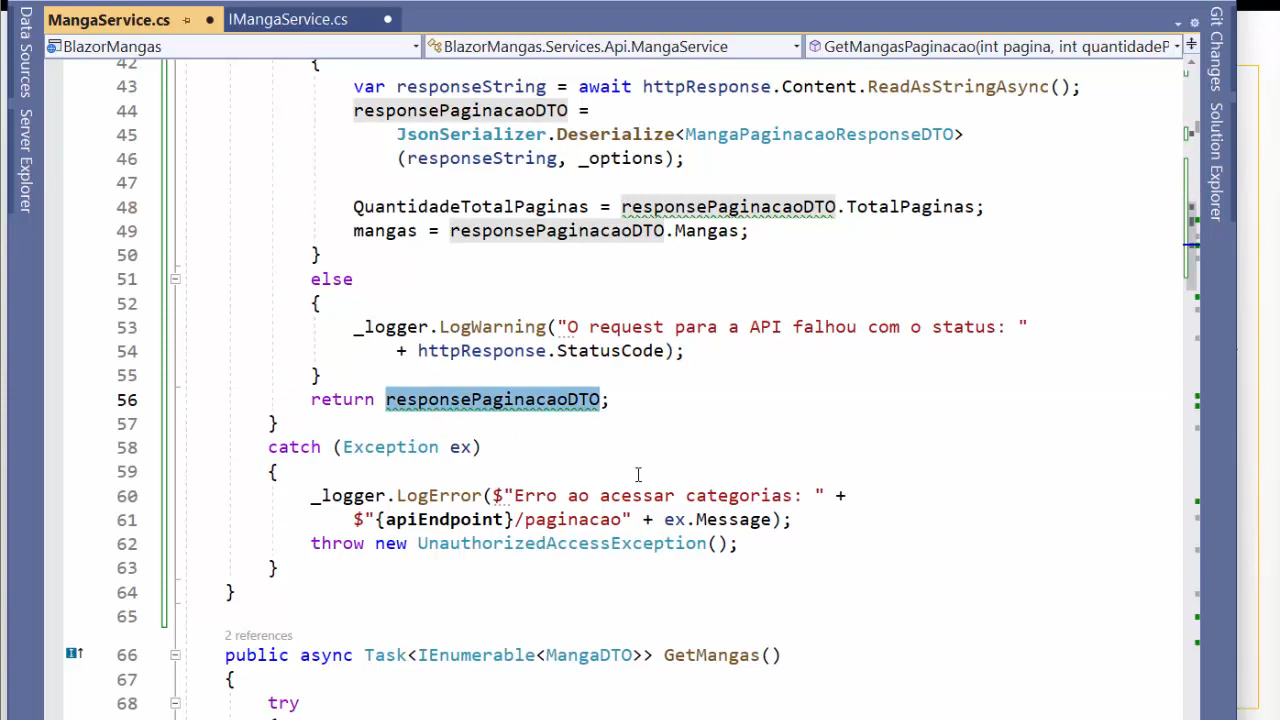 MangaService.cs
IMangaService.cs
BlazorMangas
BlazorMangas.Services.Api.MangaService
GetMangasPaginacao(int pagina, int quantidadeP
Data Sources
Server Explorer
Git Changes
Solution Explorer
42 {
43 var responseString = await httpResponse.Content.ReadAsStringAsync();
44 responsePaginacaoDTO =
45 JsonSerializer.Deserialize<MangaPaginacaoResponseDTO>
46 (responseString, _options);
47
48 QuantidadeTotalPaginas = responsePaginacaoDTO.TotalPaginas;
49 mangas = responsePaginacaoDTO.Mangas;
50 }
51 else
52 {
53 _logger.LogWarning("O request para a API falhou com o status: "
54 + httpResponse.StatusCode);
55 }
56 return responsePaginacaoDTO;
57 }
58 catch (Exception ex)
59 {
60 _logger.LogError($"Erro ao acessar categorias: " +
61 $"{apiEndpoint}/paginacao" + ex.Message);
62 throw new UnauthorizedAccessException();
63 }
64 }
65
2 references
66 public async Task<IEnumerable<MangaDTO>> GetMangas()
67 {
68 try